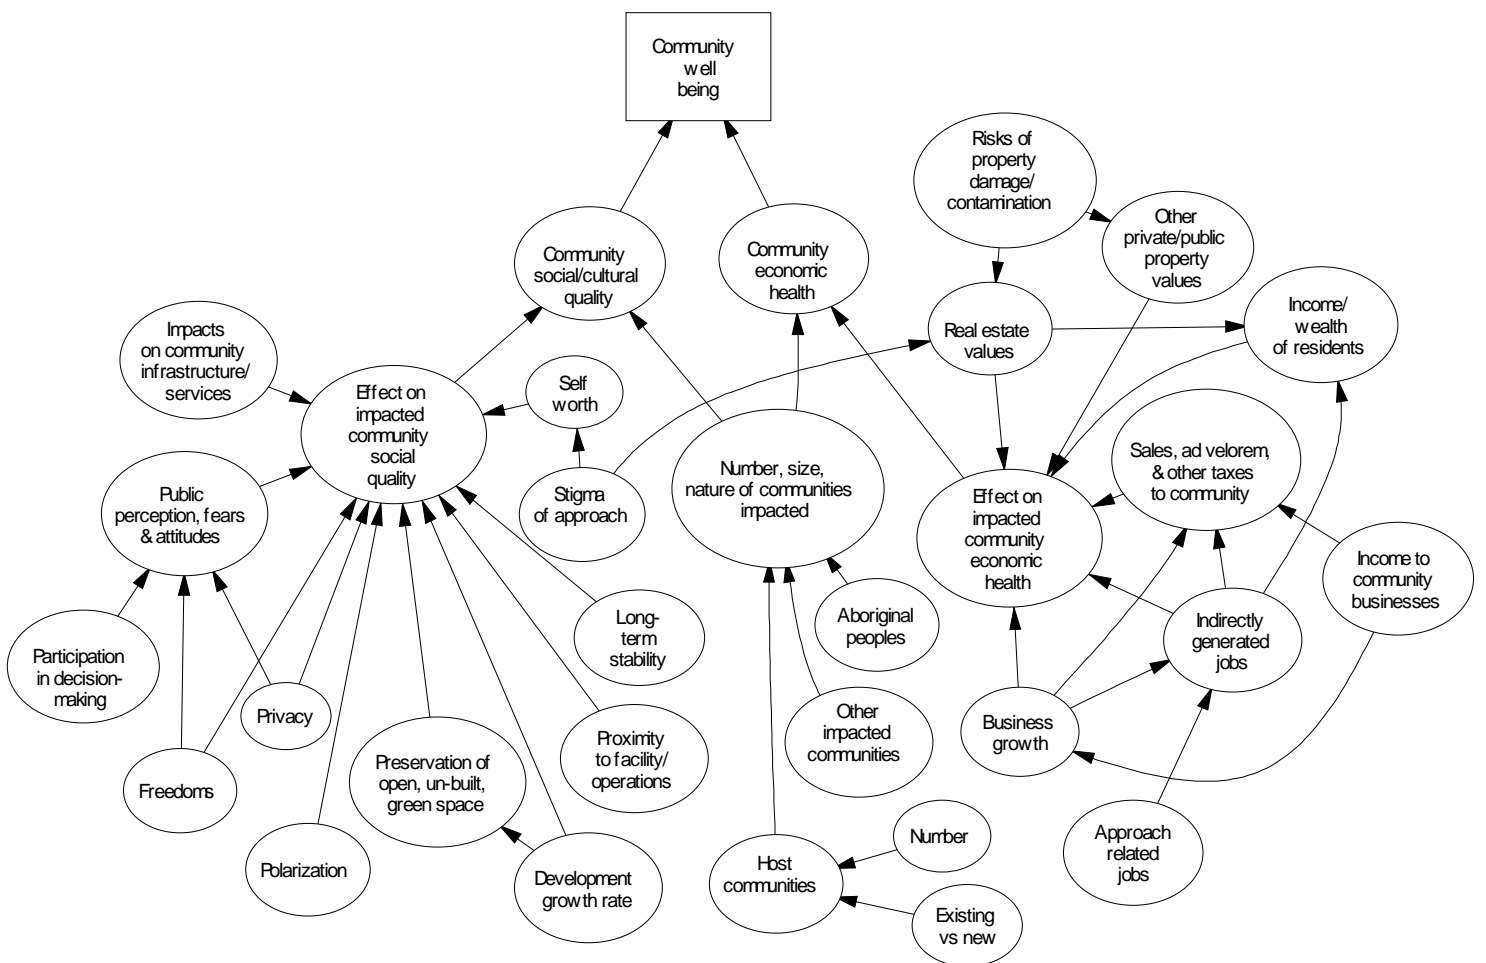 Community
well
being
Risks of
property
damage/
contamination
Other
private/public
property
values
Community
social/cultural
quality
Community
economic
health
Income/
wealth
of residents
Impacts
on community
infrastructure/
services
Real estate
values
Effect on
impacted
community
social
quality
Self
worth
Sales, ad velorem,
& other taxes
to community
Number, size,
nature of communities
impacted
Public
perception, fears
& attitudes
Stigma
of approach
Effect on
impacted
community
economic
health
Income to
community
businesses
Long-
term
stability
Aboriginal
peoples
Indirectly
generated
jobs
Participation
in decision-
making
Privacy
Other
impacted
communities
Business
growth
Proximity
to facility/
operations
Preservation of
open, un-built,
green space
Freedoms
Number
Approach
related
jobs
Polarization
Development
growth rate
Host
communities
Existing
vs new